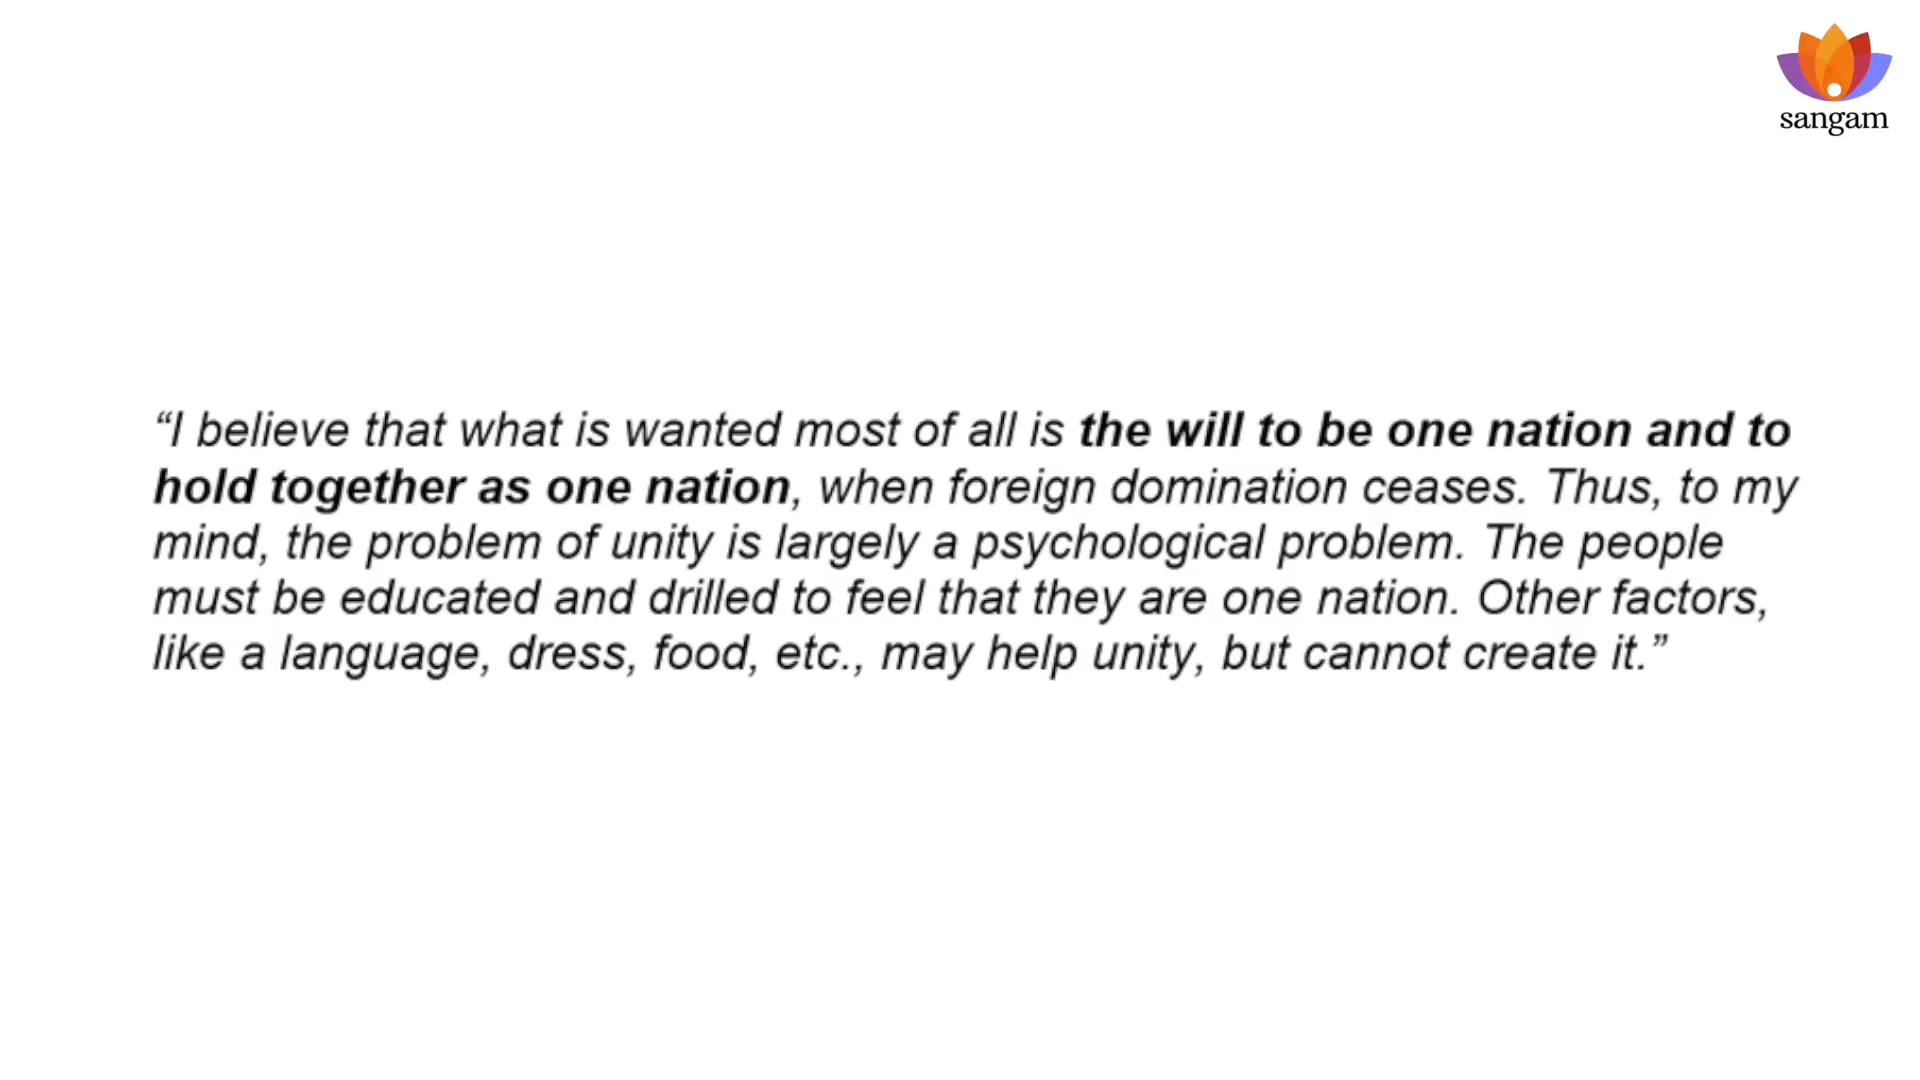 sangam
“I believe that what is wanted most of all is the will to be one nation and to
hold together as one nation, when foreign domination ceases. Thus, to my
mind, the problem of unity is largely a psychological problem. The people
must be educated and drilled to feel that they are one nation. Other factors,
like a language, dress, food, etc., may help unity, but cannot create it.”